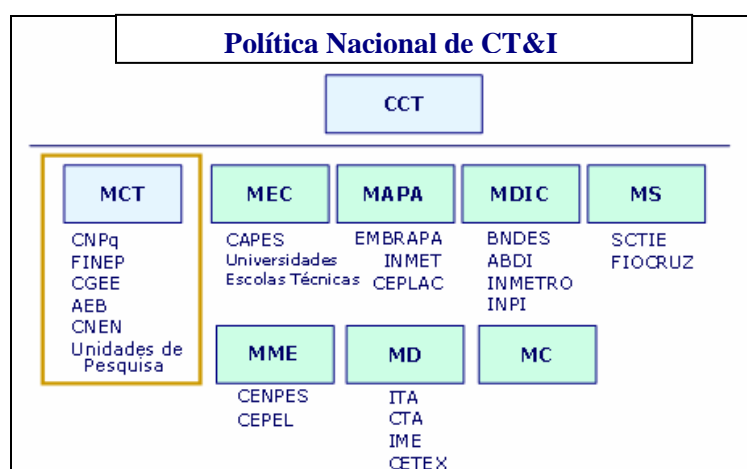 Política Nacional de CT&I
CCT
MCT
CNPq
FINEP
CGEE
AEB
CNEN
Unidades de
Pesquisa
MEC
CAPES
Universidades
Escolas Técnicas
MAPA
EMBRAPA
INMET
CEPLAC
MDIC
BNDES
ABDI
INMETRO
INPI
MS
SCTIE
FIOCRUZ
MME
CENPES
CEPEL
MD
ITA
CTA
IME
CETEX
MC